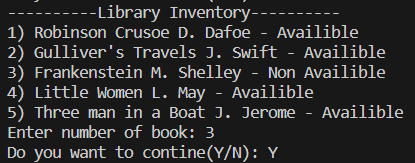 ----------Library Inventory----------
1) Robinson Crusoe D. Dafoe - Availible
2) Gulliver's Travels J. Swift - Availible
3) Frankenstein M. Shelley - Non Availible
4) Little Women L. May - Availible
5) Three man in a Boat J. Jerome - Availible
Enter number of book: 3
Do you want to contine(Y/N): Y